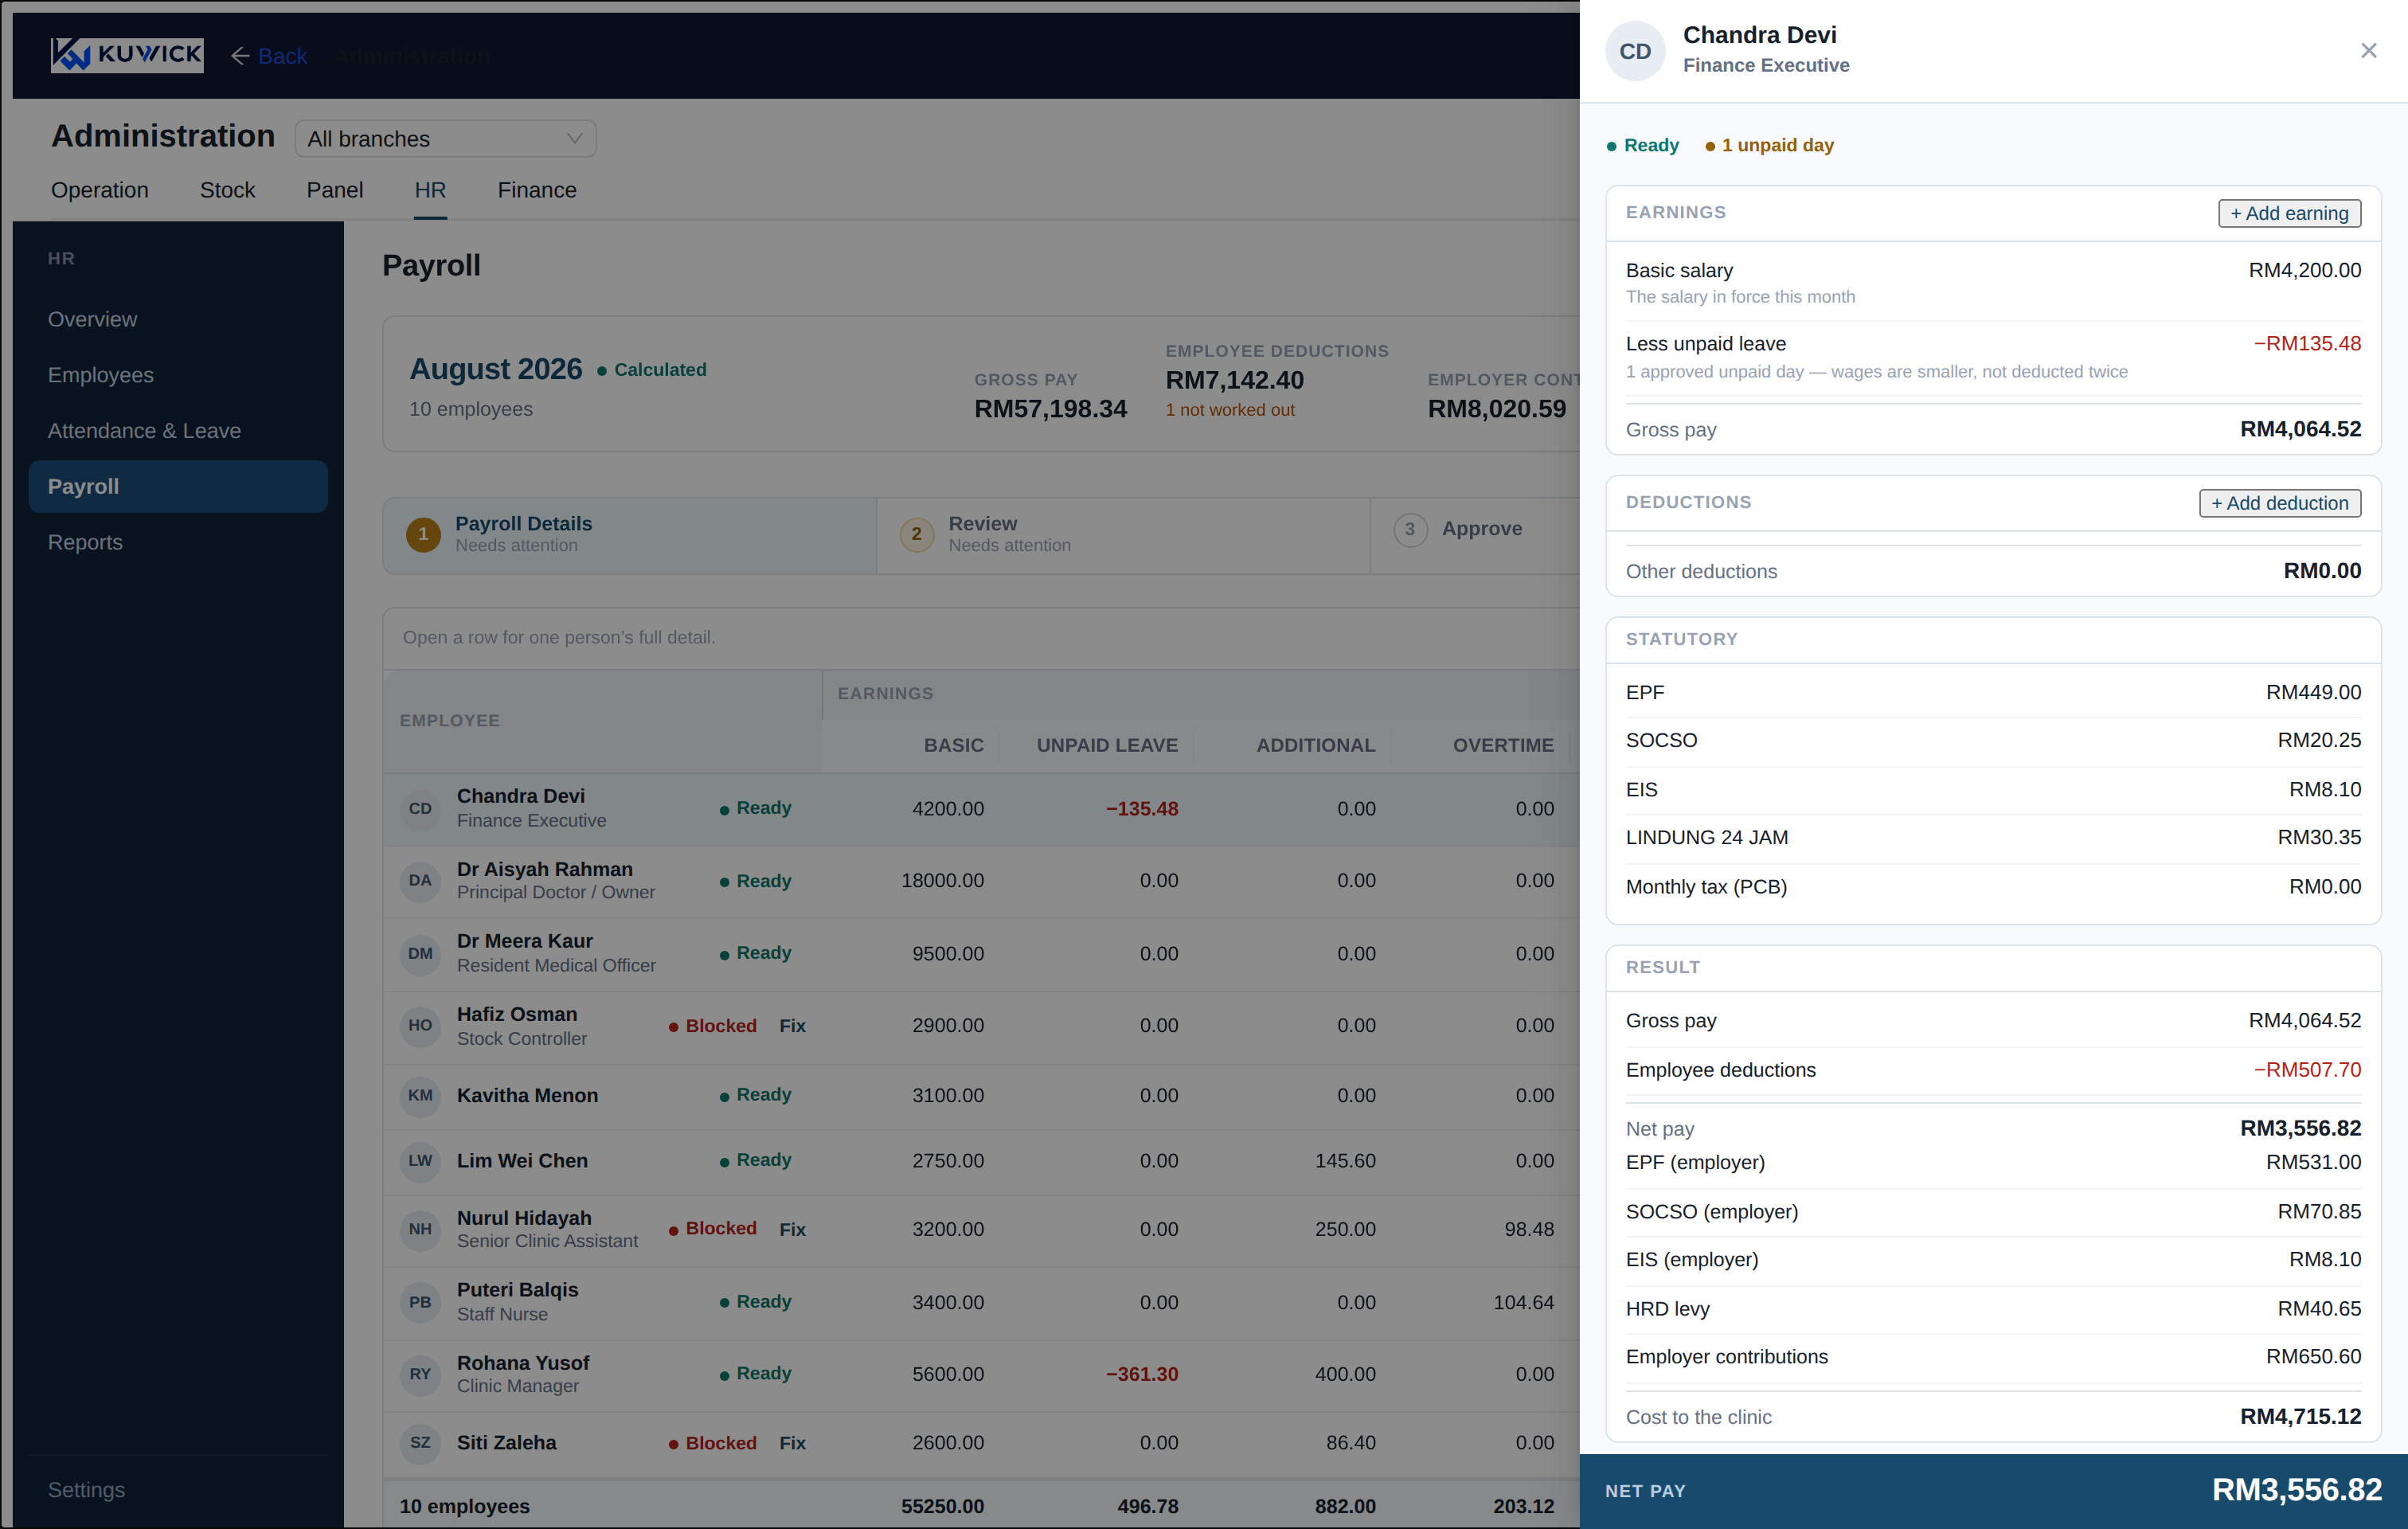 KUWICK
Back
Administration
Administration
All branches
Operation
Stock
Panel
HR
Finance
HR
Overview
Employees
Attendance & Leave
Payroll
Reports
Settings
Payroll
August 2026
Calculated
10 employees
GROSS PAY
RM57,198.34
EMPLOYEE DEDUCTIONS
RM7,142.40
1 not worked out
EMPLOYER CONT
RM8,020.59
1
Payroll Details
Needs attention
2
Review
Needs attention
3
Approve
Open a row for one person's full detail.
EMPLOYEE
EARNINGS
BASIC UNPAID LEAVE ADDITIONAL OVERTIME
CD Chandra Devi Ready 4200.00 −135.48 0.00 0.00
Finance Executive
DA Dr Aisyah Rahman Ready 18000.00 0.00 0.00 0.00
Principal Doctor / Owner
DM Dr Meera Kaur Ready 9500.00 0.00 0.00 0.00
Resident Medical Officer
HO Hafiz Osman Blocked Fix 2900.00 0.00 0.00 0.00
Stock Controller
KM Kavitha Menon Ready 3100.00 0.00 0.00 0.00
LW Lim Wei Chen Ready 2750.00 0.00 145.60 0.00
NH Nurul Hidayah Blocked Fix 3200.00 0.00 250.00 98.48
Senior Clinic Assistant
PB Puteri Balqis Ready 3400.00 0.00 0.00 104.64
Staff Nurse
RY Rohana Yusof Ready 5600.00 −361.30 400.00 0.00
Clinic Manager
SZ Siti Zaleha Blocked Fix 2600.00 0.00 86.40 0.00
10 employees 55250.00 496.78 882.00 203.12
CD
Chandra Devi
Finance Executive
Ready
1 unpaid day
EARNINGS
+ Add earning
Basic salary RM4,200.00
The salary in force this month
Less unpaid leave −RM135.48
1 approved unpaid day — wages are smaller, not deducted twice
Gross pay RM4,064.52
DEDUCTIONS
+ Add deduction
Other deductions RM0.00
STATUTORY
EPF RM449.00
SOCSO RM20.25
EIS RM8.10
LINDUNG 24 JAM RM30.35
Monthly tax (PCB) RM0.00
RESULT
Gross pay RM4,064.52
Employee deductions −RM507.70
Net pay RM3,556.82
EPF (employer) RM531.00
SOCSO (employer) RM70.85
EIS (employer) RM8.10
HRD levy RM40.65
Employer contributions RM650.60
Cost to the clinic RM4,715.12
NET PAY RM3,556.82